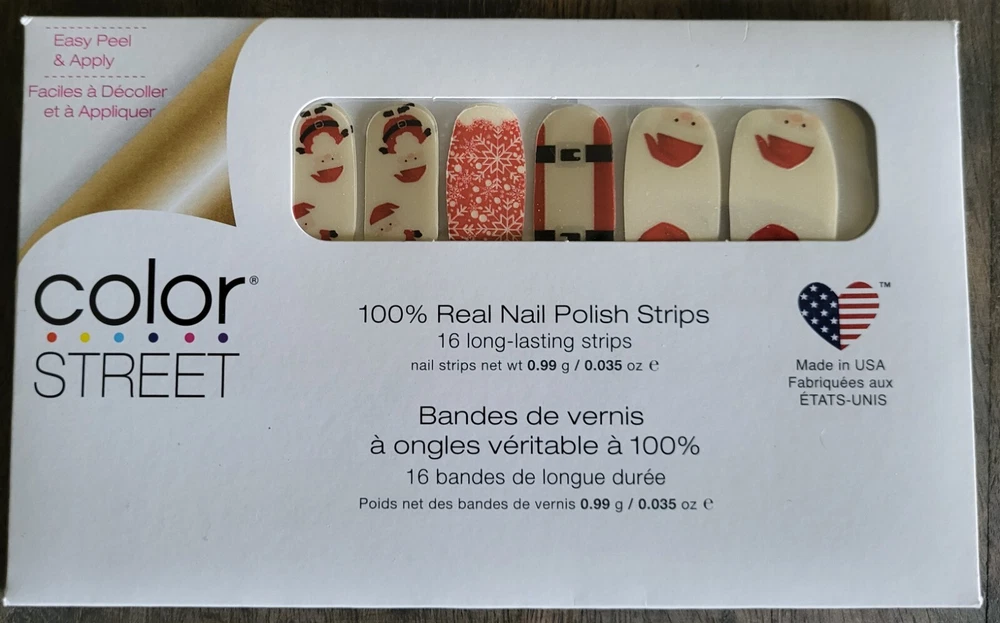 Easy Peel
& Apply
Faciles à Décoller
et à Appliquer
color®
STREET
100% Real Nail Polish Strips
16 long-lasting strips
nail strips net wt 0.99 g / 0.035 oz ℮
Bandes de vernis
à ongles véritable à 100%
16 bandes de longue durée
Poids net des bandes de vernis 0.99 g / 0.035 oz ℮
™
Made in USA
Fabriquées aux
ÉTATS-UNIS